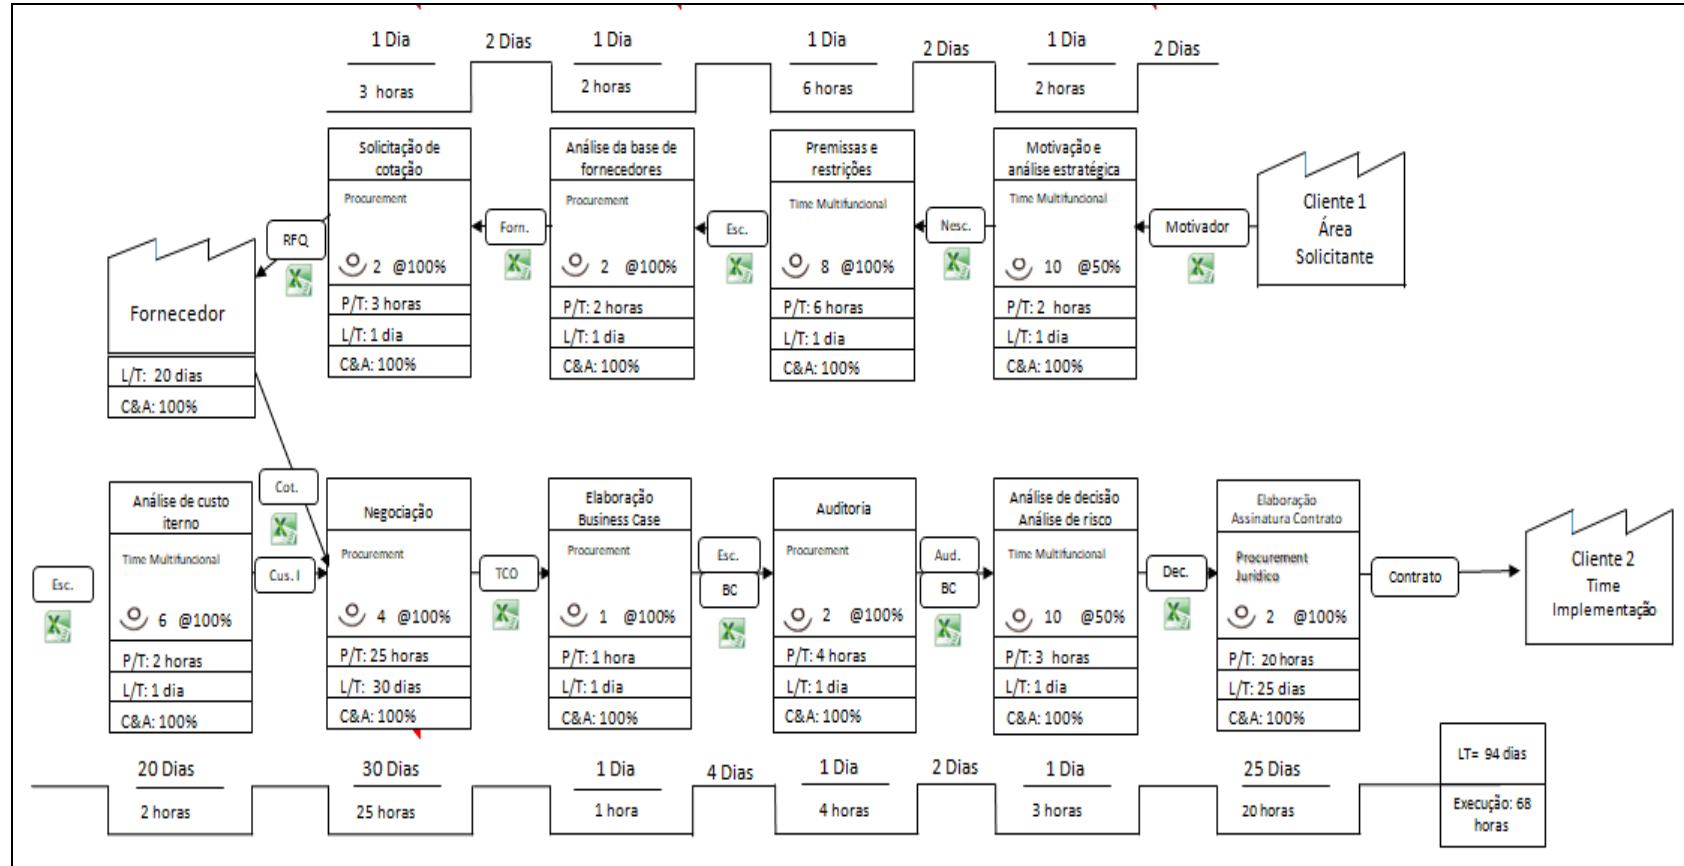 1 Dia
2 Dias
1 Dia
1 Dia
2 Dias
1 Dia
2 Dias
3 horas
2 horas
6 horas
2 horas
Solicitação de
cotação
Procurement
2 @100%
P/T: 3 horas
L/T: 1 dia
C&A: 100%
Análise da base de
fornecedores
Procurement
2 @100%
P/T: 2 horas
L/T: 1 dia
C&A: 100%
Premissas e
restrições
Time Multifuncional
8 @100%
P/T: 6 horas
L/T: 1 dia
C&A: 100%
Motivação e
análise estratégica
Time Multifuncional
10 @50%
P/T: 2 horas
L/T: 1 dia
C&A: 100%
RFQ
Forn.
Esc.
Nesc.
Motivador
Cliente 1
Área
Solicitante
Fornecedor
L/T: 20 dias
C&A: 100%
Esc.
Análise de custo
iterno
Time Multifuncional
6 @100%
P/T: 2 horas
L/T: 1 dia
C&A: 100%
Cot.
Cus. I
Negociação
Procurement
4 @100%
P/T: 25 horas
L/T: 30 dias
C&A: 100%
TCO
Elaboração
Business Case
Procurement
1 @100%
P/T: 1 hora
L/T: 1 dia
C&A: 100%
Esc.
BC
Auditoria
Procurement
2 @100%
P/T: 4 horas
L/T: 1 dia
C&A: 100%
Aud.
BC
Análise de decisão
Análise de risco
Time Multifuncional
10 @50%
P/T: 3 horas
L/T: 1 dia
C&A: 100%
Dec.
Elaboração
Assinatura Contrato
Procurement
Jurídico
2 @100%
P/T: 20 horas
L/T: 25 dias
C&A: 100%
Contrato
Cliente 2
Time
Implementação
20 Dias
30 Dias
1 Dia
4 Dias
1 Dia
2 Dias
1 Dia
25 Dias
2 horas
25 horas
1 hora
4 horas
3 horas
20 horas
LT= 94 dias
Execução: 68
horas